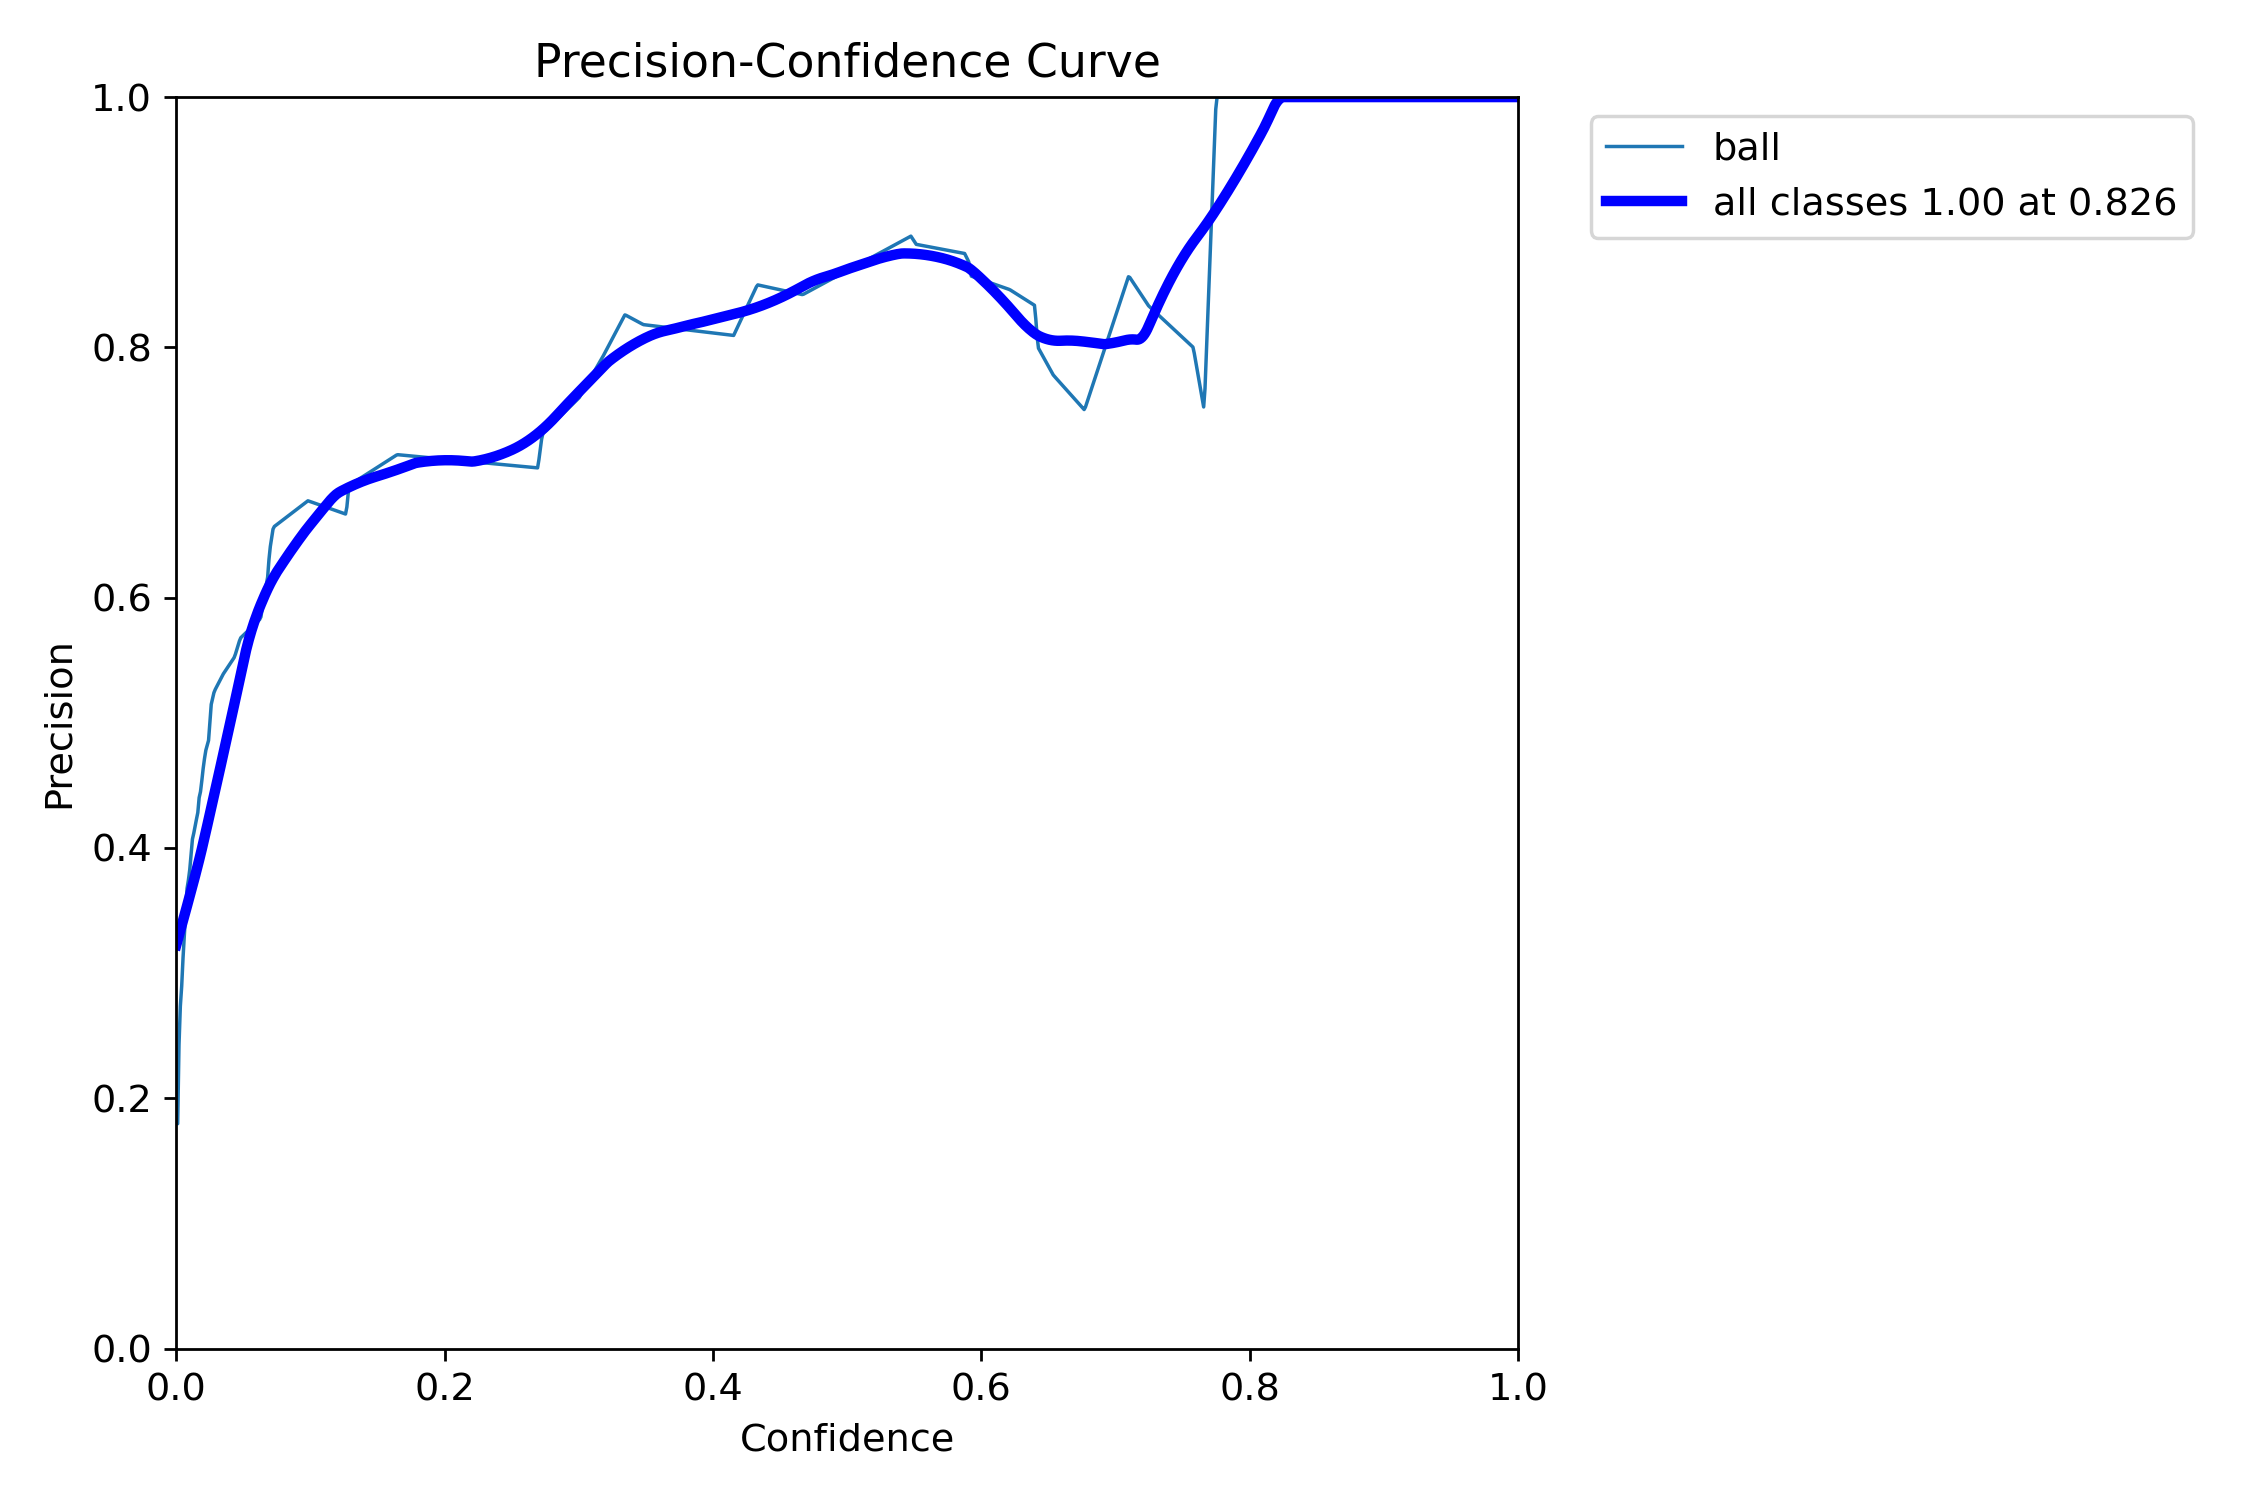 Precision-Confidence Curve
1.0
0.8
0.6
0.4
0.2
0.0
Precision
0.0 0.2 0.4 0.6 0.8 1.0
Confidence
ball
all classes 1.00 at 0.826